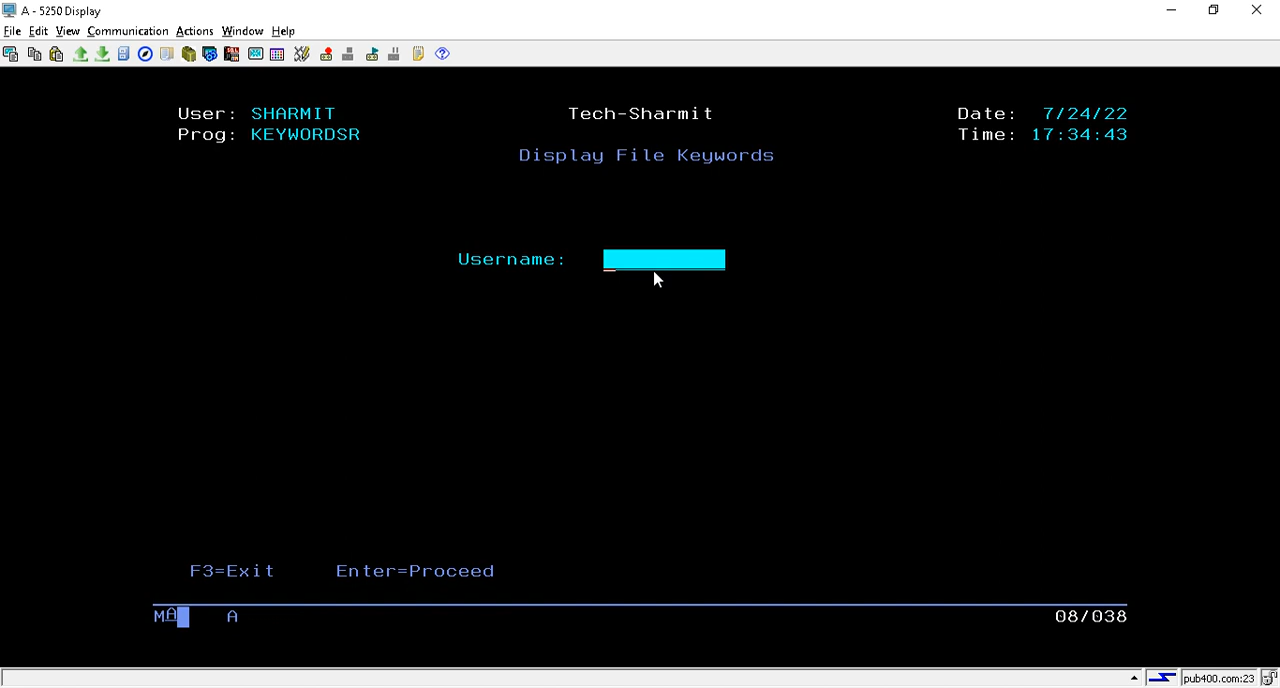 A - 5250 Display
File Edit View Communication Actions Window Help
User: SHARMIT Tech-Sharmit Date: 7/24/22
Prog: KEYWORDSR Time: 17:34:43
Display File Keywords
Username:
F3=Exit Enter=Proceed
MA A 08/038
pub400.com:23